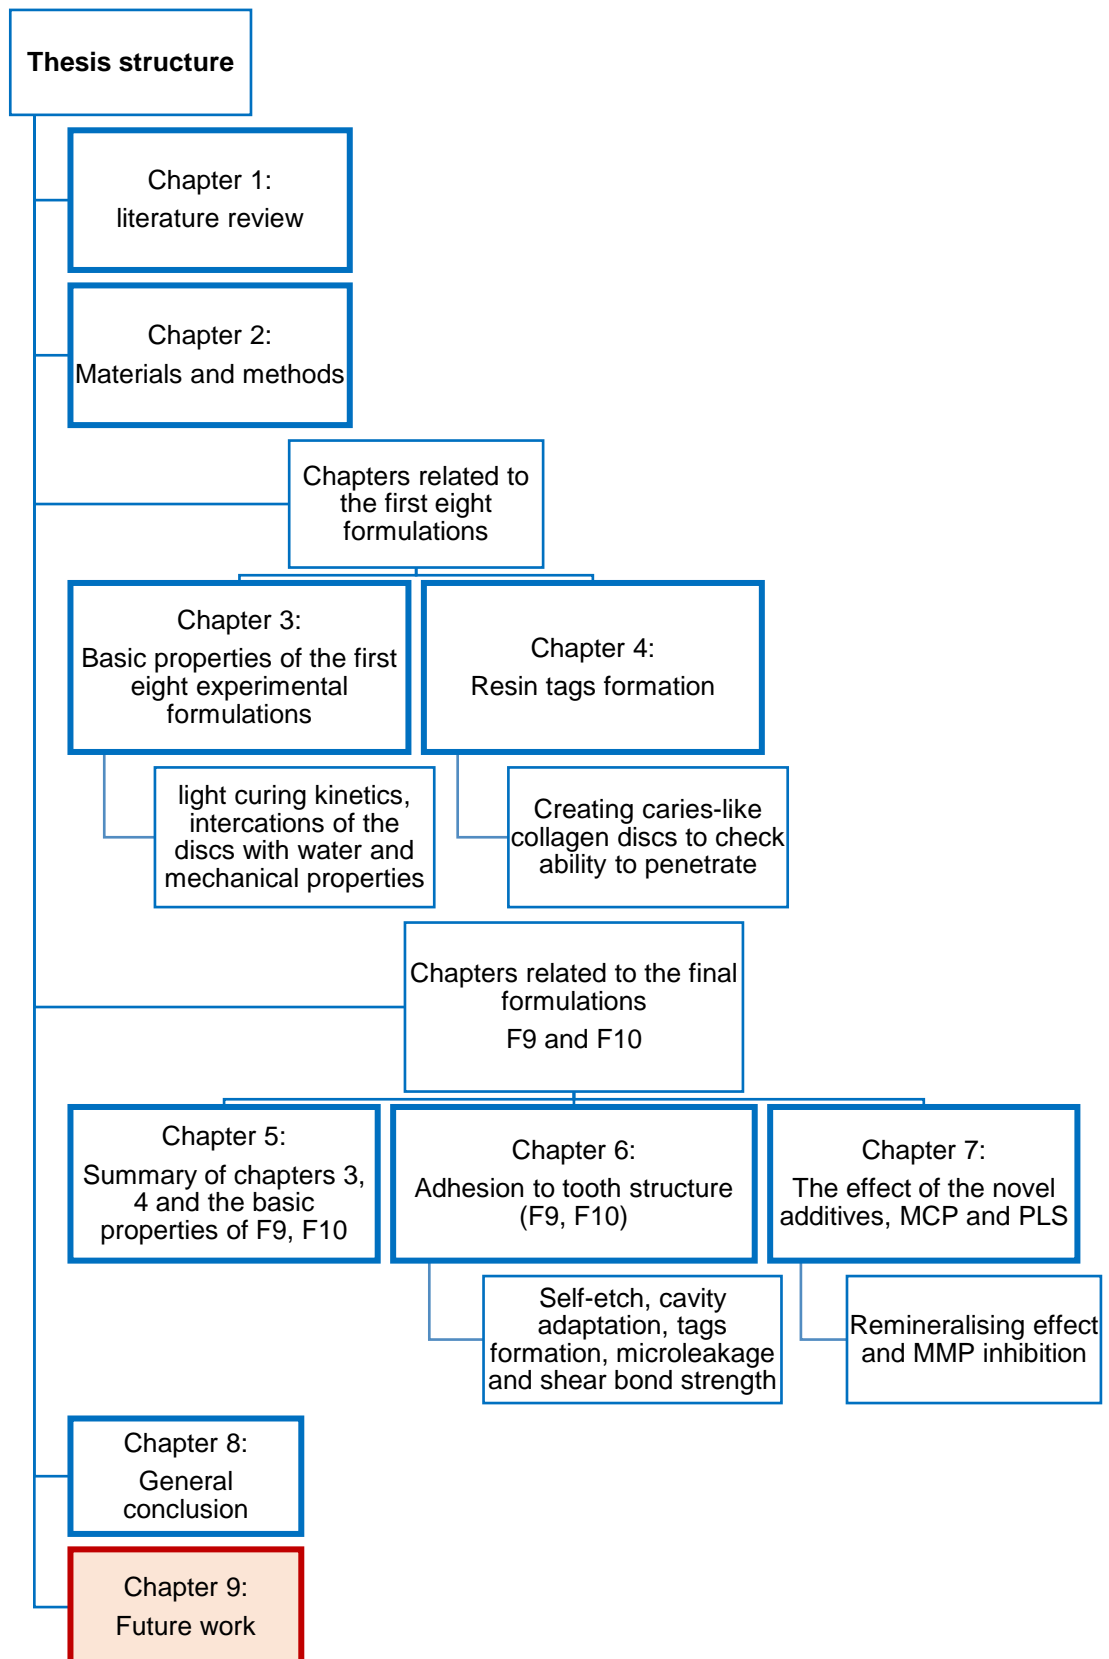 Thesis structure
Chapter 1:
literature review
Chapter 2:
Materials and methods
Chapters related to
the first eight
formulations
Chapter 3:
Basic properties of the first
eight experimental
formulations
Chapter 4:
Resin tags formation
light curing kinetics,
intercations of the
discs with water and
mechanical properties
Creating caries-like
collagen discs to check
ability to penetrate
Chapters related to the final
formulations
F9 and F10
Chapter 5:
Summary of chapters 3,
4 and the basic
properties of F9, F10
Chapter 6:
Adhesion to tooth structure
(F9, F10)
Chapter 7:
The effect of the novel
additives, MCP and PLS
Self-etch, cavity
adaptation, tags
formation, microleakage
and shear bond strength
Remineralising effect
and MMP inhibition
Chapter 8:
General
conclusion
Chapter 9:
Future work